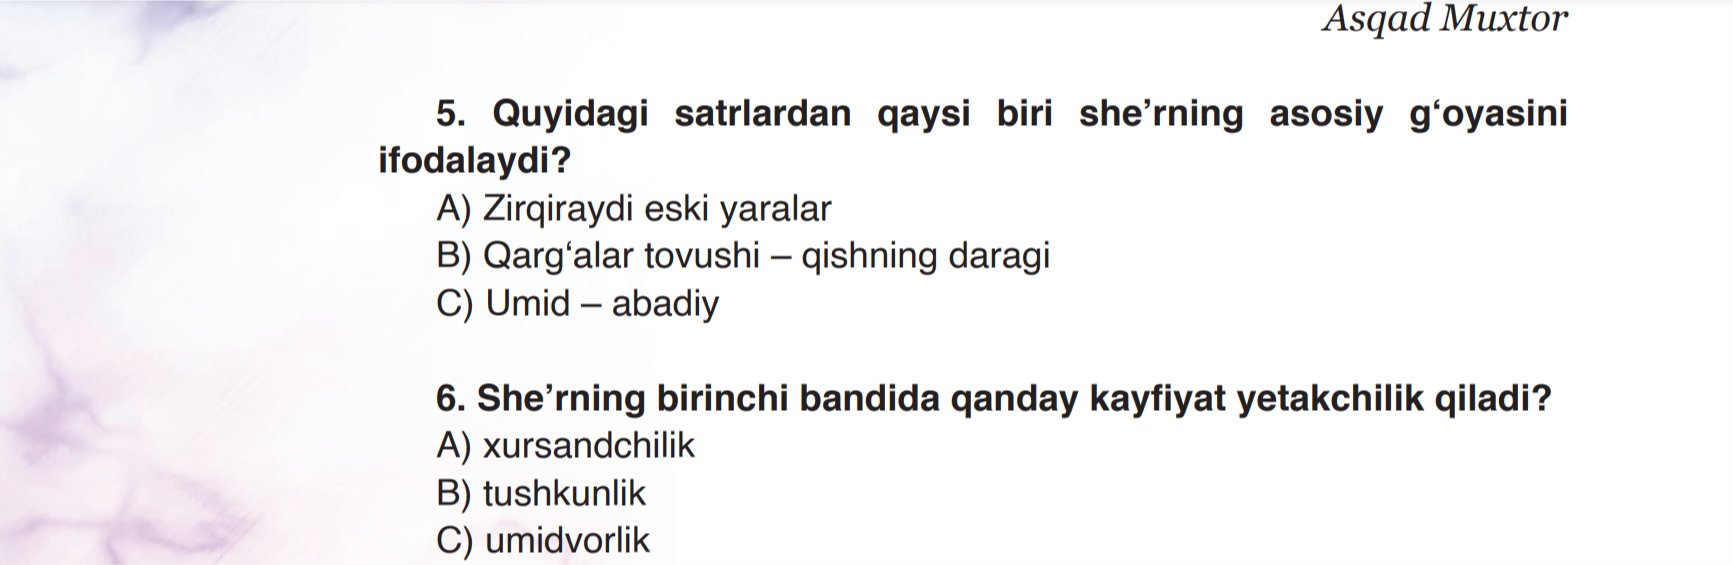 Asqad Muxtor
5. Quyidagi satrlardan qaysi biri she’rning asosiy g‘oyasini
ifodalaydi?
A) Zirqiraydi eski yaralar
B) Qarg‘alar tovushi – qishning daragi
C) Umid – abadiy
6. She’rning birinchi bandida qanday kayfiyat yetakchilik qiladi?
A) xursandchilik
B) tushkunlik
C) umidvorlik